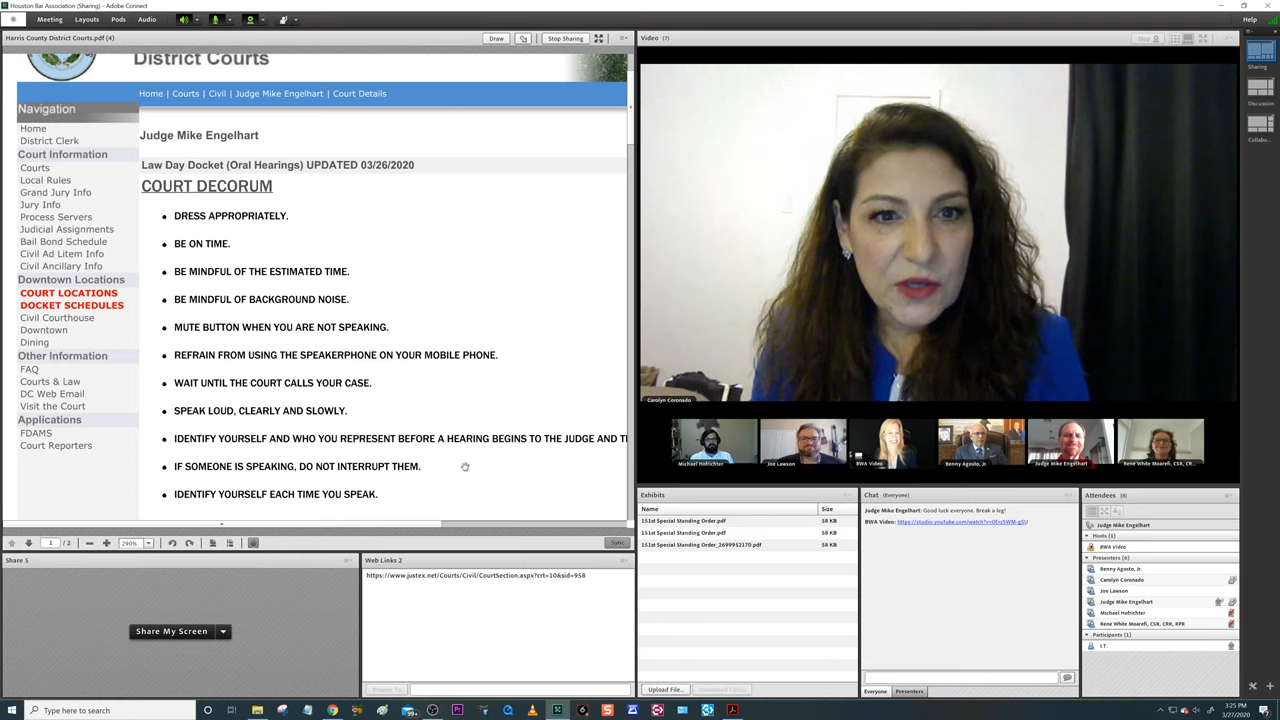 Houston Bar Association (Sharing) - Adobe Connect
Meeting Layouts Pods Audio
Help
Harris County District Courts.pdf (4)
Draw
Stop Sharing
District Courts
Home | Courts | Civil | Judge Mike Engelhart | Court Details
Navigation
Home
District Clerk
Court Information
Courts
Local Rules
Grand Jury Info
Jury Info
Process Servers
Judicial Assignments
Bail Bond Schedule
Civil Ad Litem Info
Civil Ancillary Info
Downtown Locations
COURT LOCATIONS
DOCKET SCHEDULES
Civil Courthouse
Downtown
Dining
Other Information
FAQ
Courts & Law
DC Web Email
Visit the Court
Applications
FDAMS
Court Reporters
Judge Mike Engelhart
Law Day Docket (Oral Hearings) UPDATED 03/26/2020
COURT DECORUM
• DRESS APPROPRIATELY.
• BE ON TIME.
• BE MINDFUL OF THE ESTIMATED TIME.
• BE MINDFUL OF BACKGROUND NOISE.
• MUTE BUTTON WHEN YOU ARE NOT SPEAKING.
• REFRAIN FROM USING THE SPEAKERPHONE ON YOUR MOBILE PHONE.
• WAIT UNTIL THE COURT CALLS YOUR CASE.
• SPEAK LOUD, CLEARLY AND SLOWLY.
• IDENTIFY YOURSELF AND WHO YOU REPRESENT BEFORE A HEARING BEGINS TO THE JUDGE AND T
• IF SOMEONE IS SPEAKING, DO NOT INTERRUPT THEM.
• IDENTIFY YOURSELF EACH TIME YOU SPEAK.
1 / 2
290%
Sync
Video (7)
Stop
Carolyn Coronado
Michael Hofrichter
Joe Lawson
BWA Video
Benny Agosto, Jr.
Judge Mike Engelhart
Rene White Moarefi, CSR, CR...
Sharing
Discussion
Collabo...
Share 5
Share My Screen
Web Links 2
https://www.justex.net/Courts/Civil/CourtSection.aspx?crt=10&sid=958
Browse To
Exhibits
Name Size
151st Special Standing Order.pdf 58 KB
151st Special Standing Order.pdf 58 KB
151st Special Standing Order_2699952170.pdf 58 KB
Upload File...
Download File(s)
Chat (Everyone)
Judge Mike Engelhart: Good luck everyone. Break a leg!
BWA Video:
Everyone Presenters
Attendees (8)
Judge Mike Engelhart
Hosts (1)
BWA Video
Presenters (6)
Benny Agosto, Jr.
Carolyn Coronado
Joe Lawson
Judge Mike Engelhart
Michael Hofrichter
Rene White Moarefi, CSR, CRR, RPR
Participants (1)
I.T.
Type here to search
99+
3:25 PM
3/27/2020